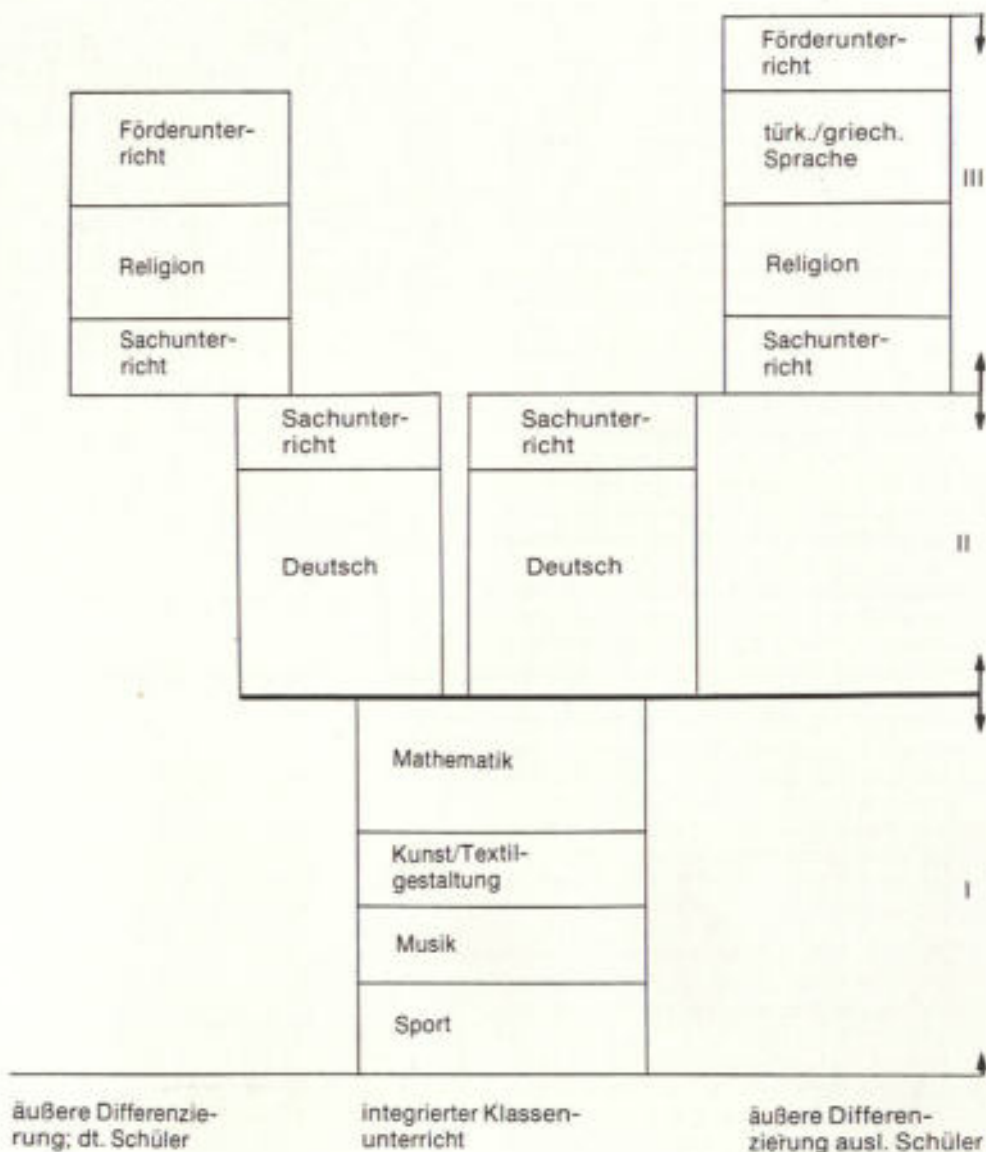 Förderunter-
richt
türk./griech.
Sprache
III
Religion
Sachunter-
richt
Förderunter-
richt
Religion
Sachunter-
richt
Sachunter-
richt
Deutsch
Sachunter-
richt
Deutsch
II
Mathematik
Kunst/Textil-
gestaltung
Musik
Sport
I
äußere Differenzie-
rung; dt. Schüler
integrierter Klassen-
unterricht
äußere Differen-
zierung ausl. Schüler